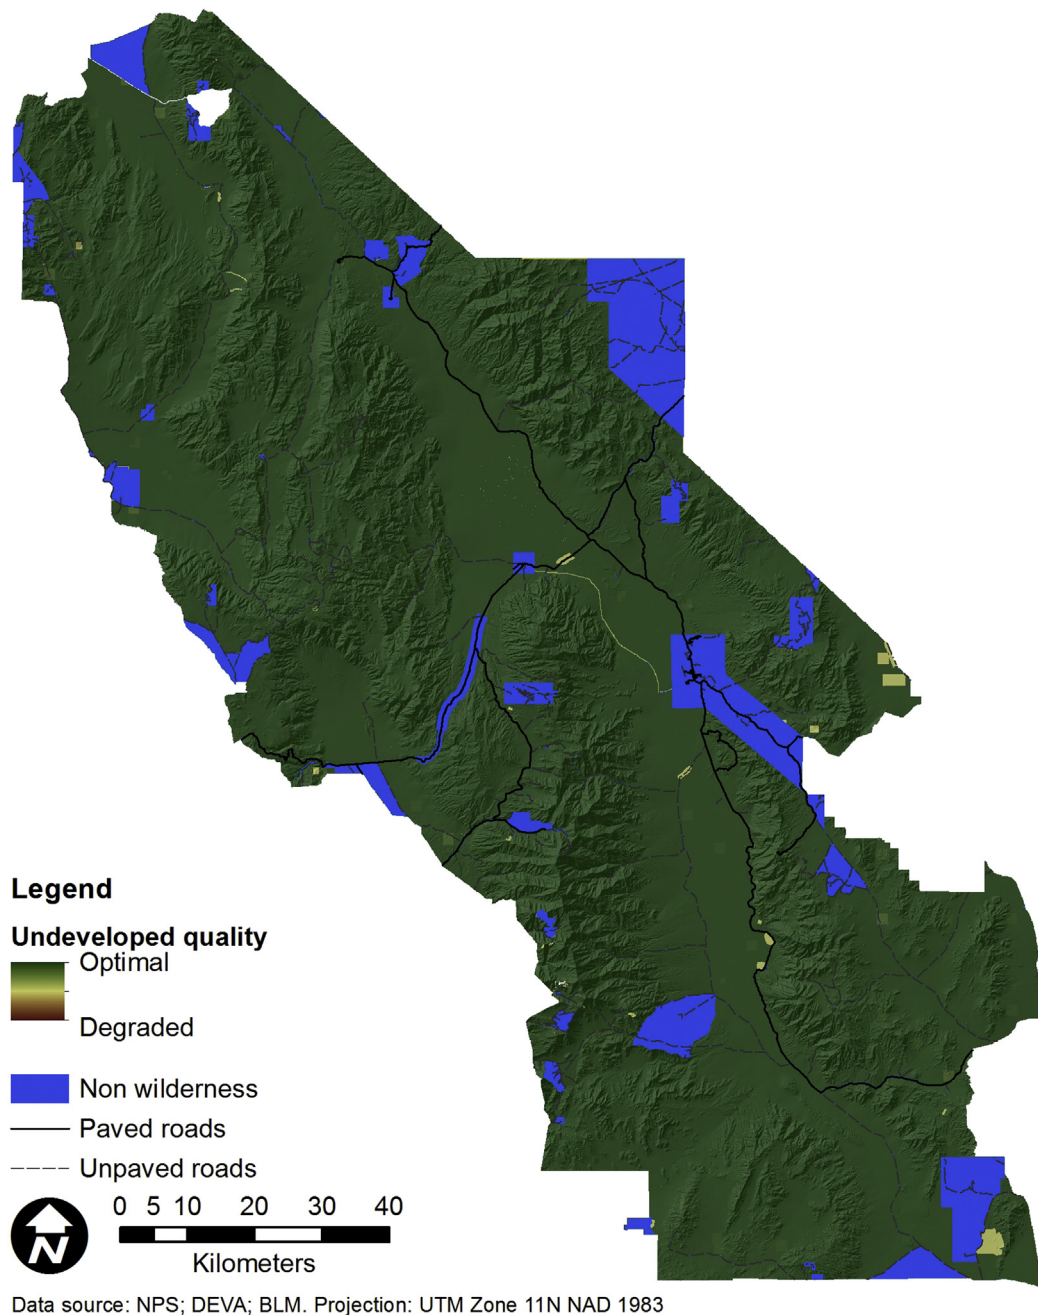 Legend
Undeveloped quality
Optimal
Degraded
Non wilderness
Paved roads
Unpaved roads
N
0 5 10 20 30 40
Kilometers
Data source: NPS; DEVA; BLM. Projection: UTM Zone 11N NAD 1983